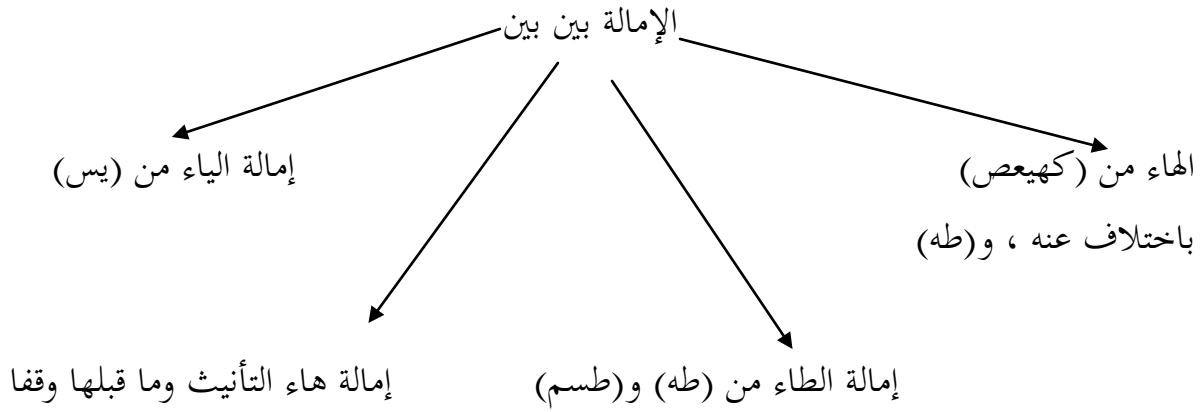 الإمالة بين بين
الهاء من (كهيعص)
باختلاف عنه ، و(طه)
إمالة الياء من (يس)
إمالة الطاء من (طه) و(طسم)
إمالة هاء التأنيث وما قبلها وقفا